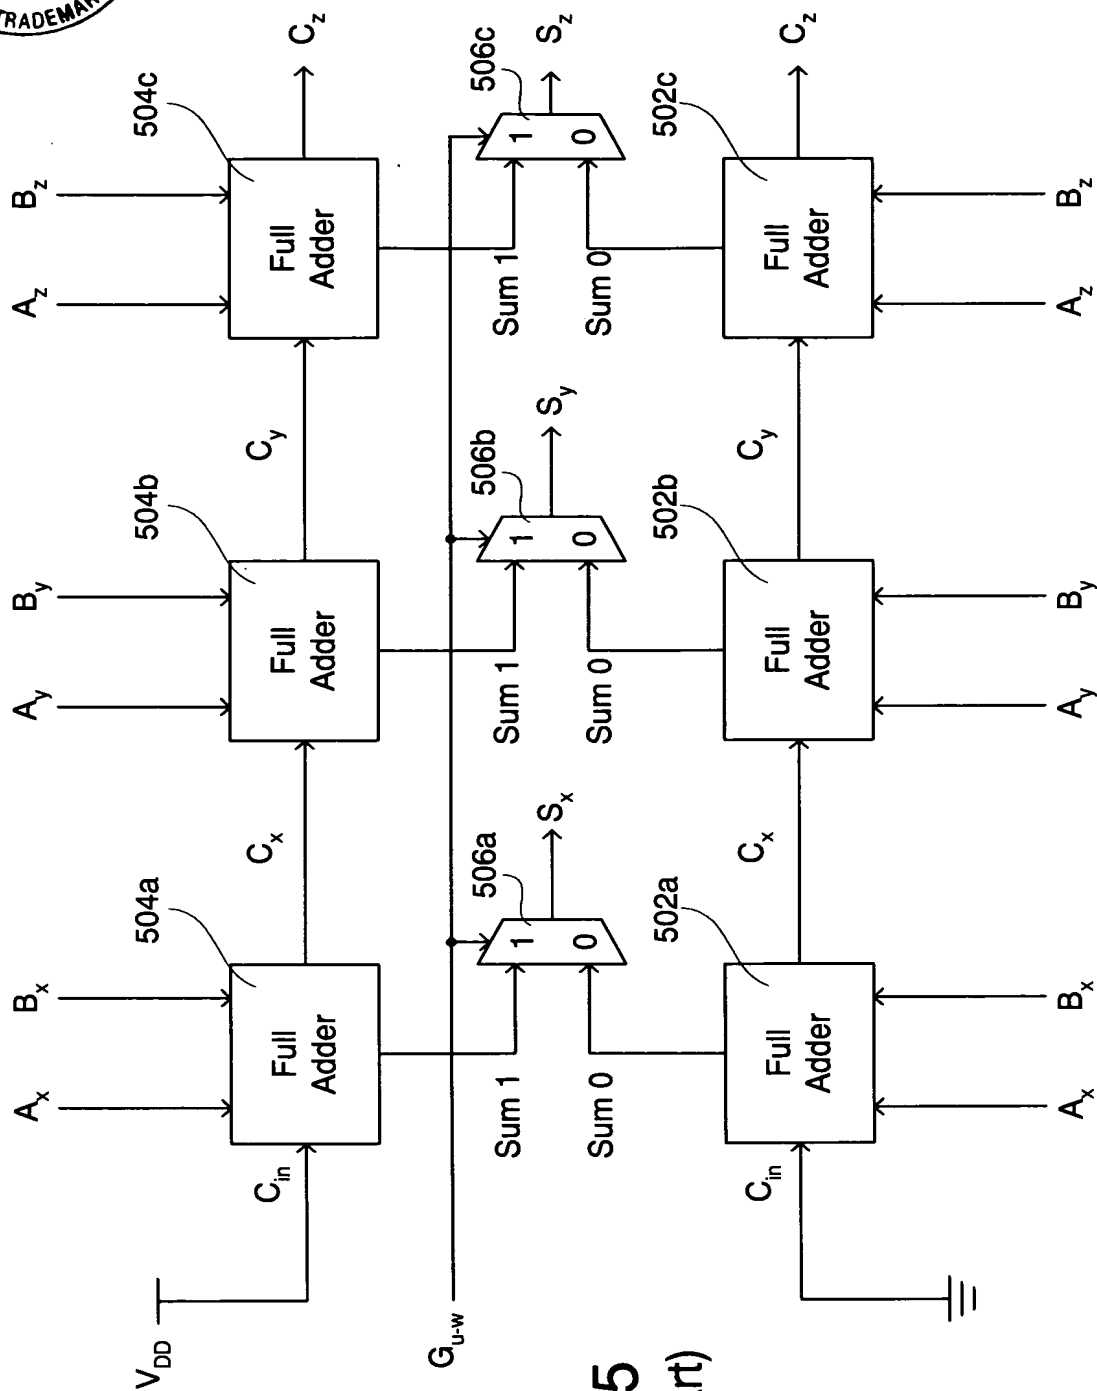 TRADEMAR
B_z
A_z
504c
C_z
Full
Adder
506c
S_z
1
0
Sum 1
Sum 0
502c
C_z
Full
Adder
B_z
A_z
C_y
C_y
B_y
A_y
504b
Full
Adder
506b
S_y
1
0
Sum 1
Sum 0
502b
Full
Adder
B_y
A_y
C_x
C_x
B_x
A_x
504a
Full
Adder
506a
S_x
1
0
Sum 1
Sum 0
502a
Full
Adder
B_x
A_x
C_in
C_in
V_DD
G_u-w
5
rt)